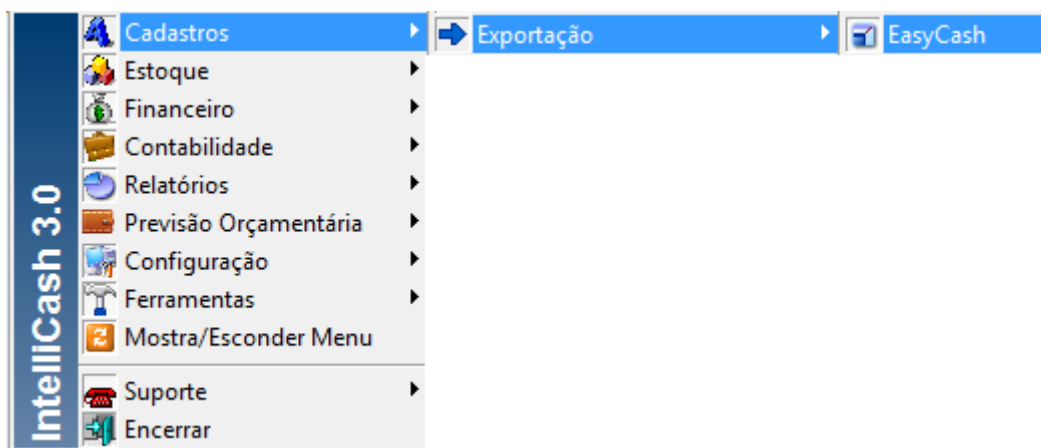 Cadastros
Exportação
EasyCash
Estoque
Financeiro
Contabilidade
Relatórios
Previsão Orçamentária
Configuração
Ferramentas
Mostra/Esconder Menu
Suporte
Encerrar
IntelliCash 3.0